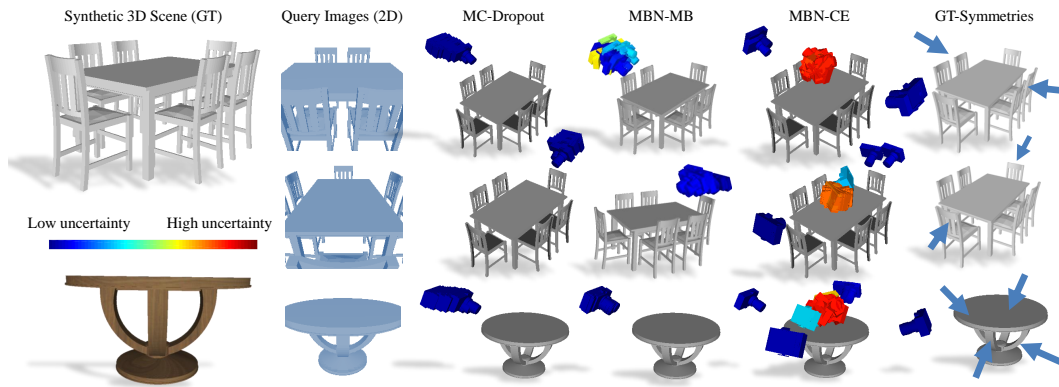 Synthetic 3D Scene (GT)
Query Images (2D)
MC-Dropout
MBN-MB
MBN-CE
GT-Symmetries
Low uncertainty
High uncertainty